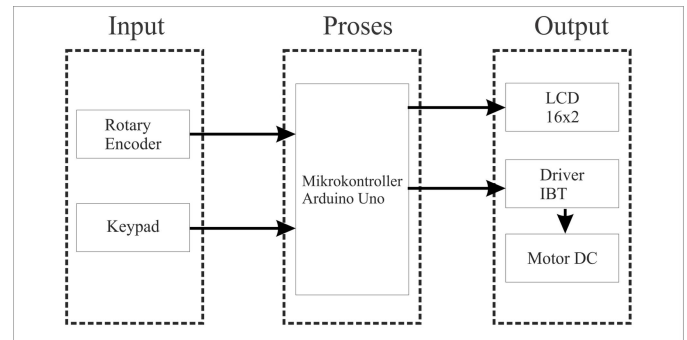 Input
Proses
Output
Rotary
Encoder
Keypad
Mikrokontroller
Arduino Uno
LCD
16x2
Driver
IBT
Motor DC